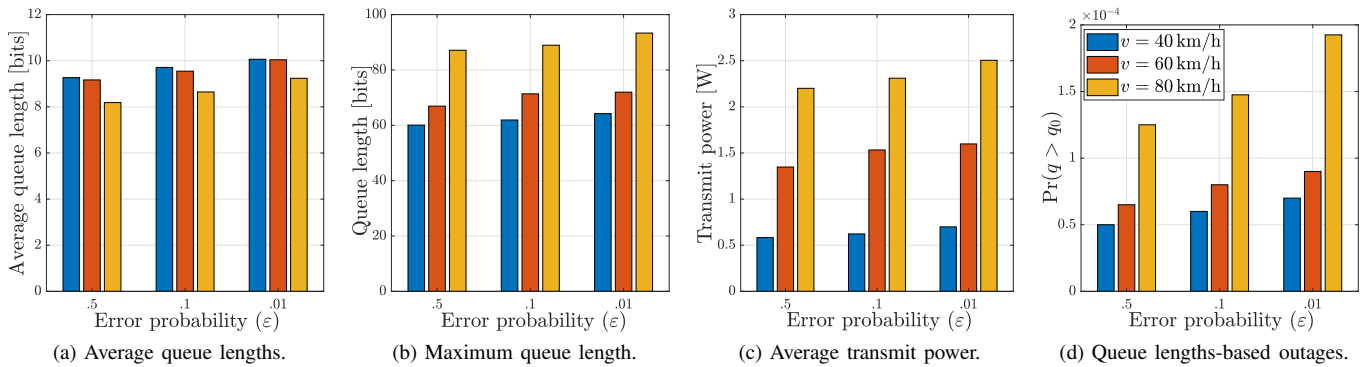 Average queue length [bits]
12
10
8
6
4
2
0
.5
.1
.01
Error probability (ε)
(a) Average queue lengths.
Queue length [bits]
100
80
60
40
20
0
.5
.1
.01
Error probability (ε)
(b) Maximum queue length.
Transmit power [W]
3
2.5
2
1.5
1
0.5
0
.5
.1
.01
Error probability (ε)
(c) Average transmit power.
Pr(q > q₀)
×10⁻⁴
2
1.5
1
0.5
0
v = 40 km/h
v = 60 km/h
v = 80 km/h
.5
.1
.01
Error probability (ε)
(d) Queue lengths-based outages.